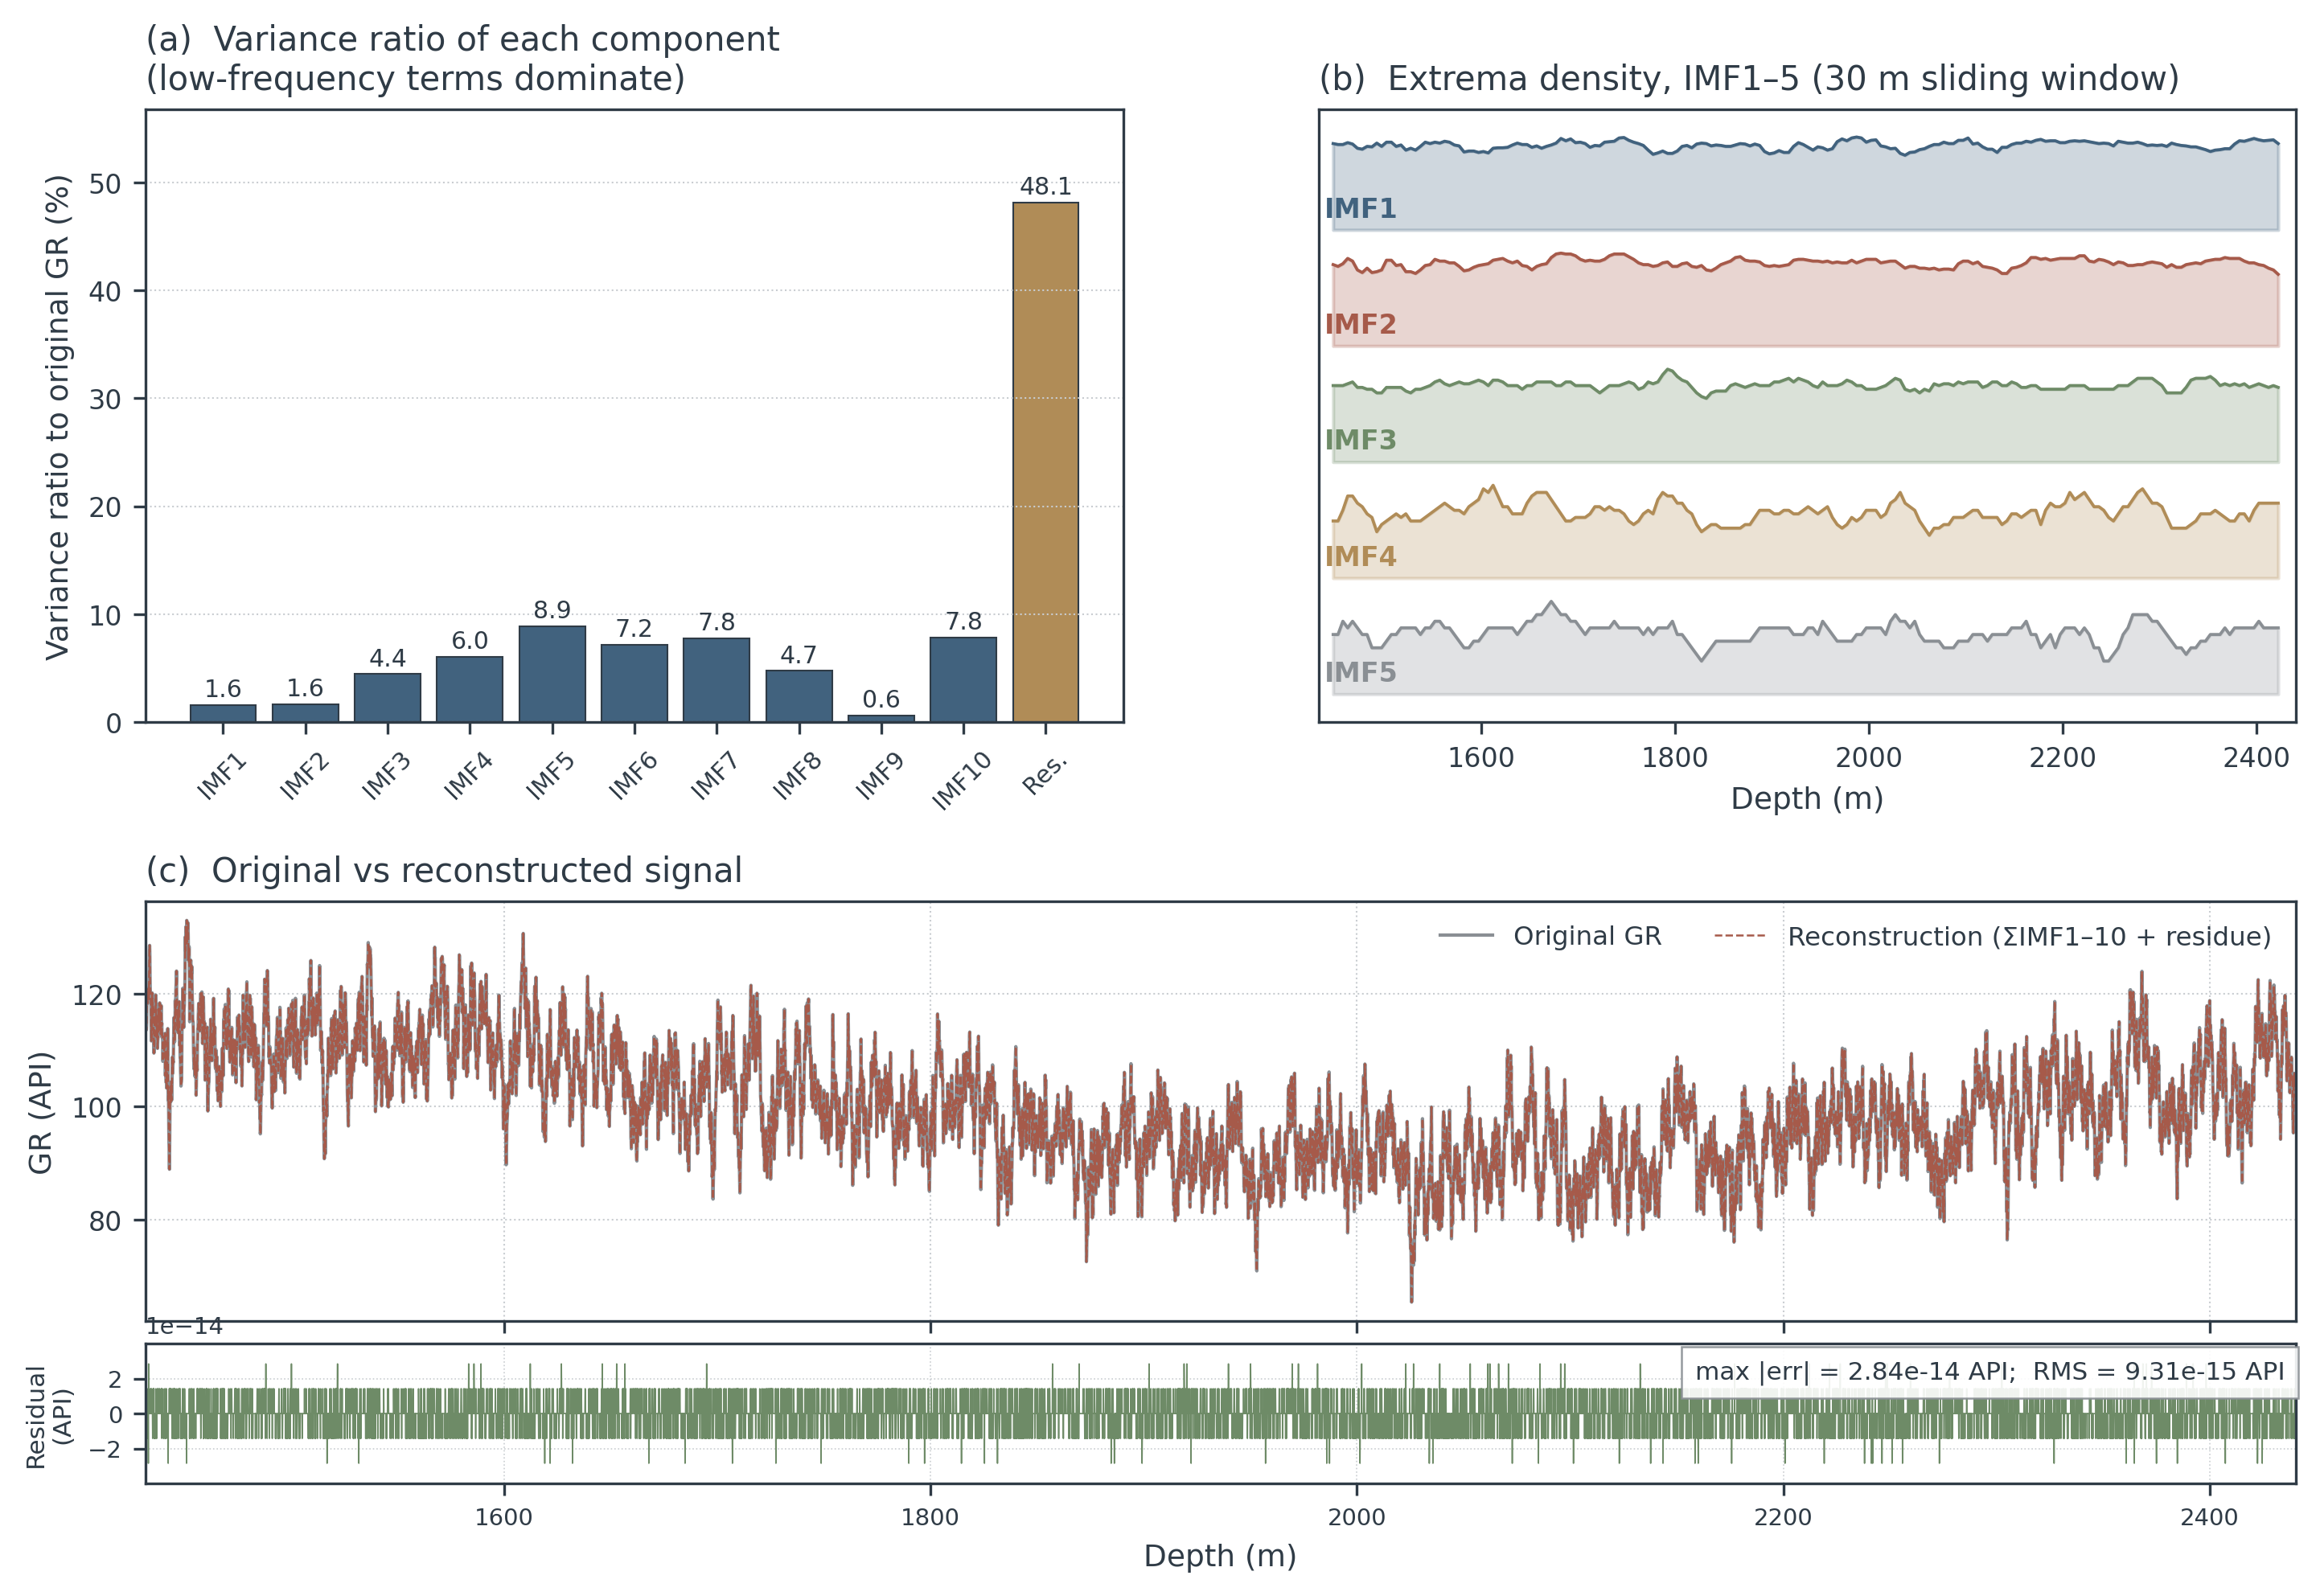 (a)  Variance ratio of each component
(low-frequency terms dominate)
Variance ratio to original GR (%)
50
40
30
20
10
0
1.6
1.6
4.4
6.0
8.9
7.2
7.8
4.7
0.6
7.8
48.1
IMF1
IMF2
IMF3
IMF4
IMF5
IMF6
IMF7
IMF8
IMF9
IMF10
Res.
(b)  Extrema density, IMF1–5 (30 m sliding window)
IMF1
IMF2
IMF3
IMF4
IMF5
1600
1800
2000
2200
2400
Depth (m)
(c)  Original vs reconstructed signal
Original GR
Reconstruction (ΣIMF1–10 + residue)
GR (API)
120
100
80
1e−14
Residual
(API)
2
0
−2
max |err| = 2.84e-14 API;  RMS = 9.31e-15 API
1600
1800
2000
2200
2400
Depth (m)